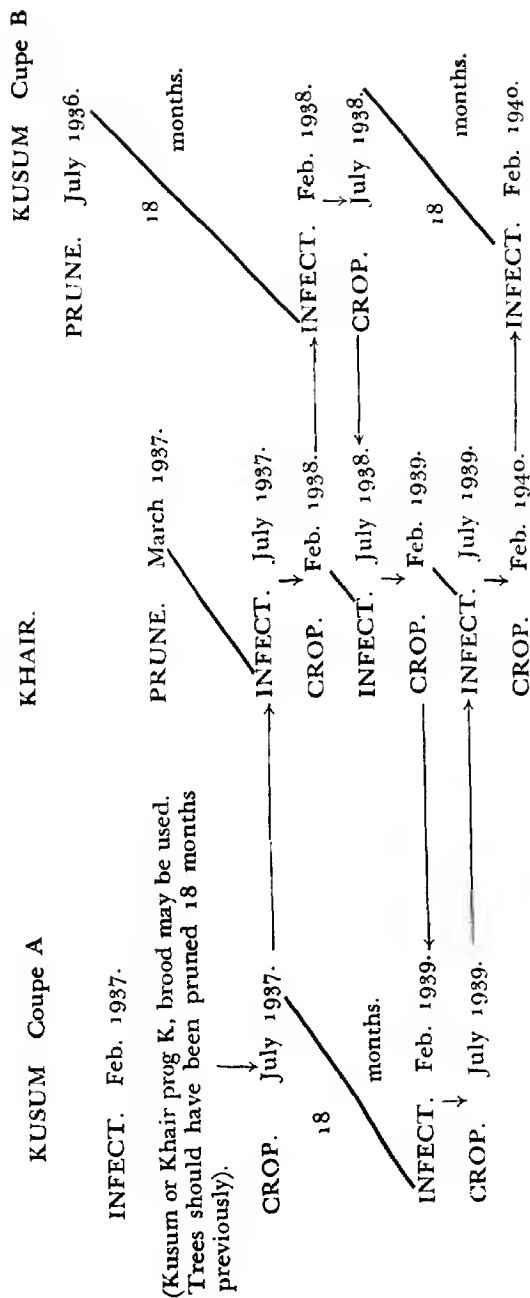 KUSUM Coupe A
INFECT. Feb. 1937.
(Kusum or Khair prog K, brood may be used.
Trees should have been pruned 18 months
previously).
CROP. July 1937.
18
months.
INFECT. Feb. 1939.
CROP. July 1939.
KHAIR.
PRUNE. March 1937.
INFECT. July 1937.
CROP. Feb. 1938.
INFECT. July 1938.
CROP. Feb. 1939.
INFECT. July 1939.
CROP. Feb. 1940.
KUSUM Cupe B
PRUNE. July 1936.
18
months.
INFECT. Feb. 1938.
CROP. July 1938.
18
months.
INFECT. Feb. 1940.